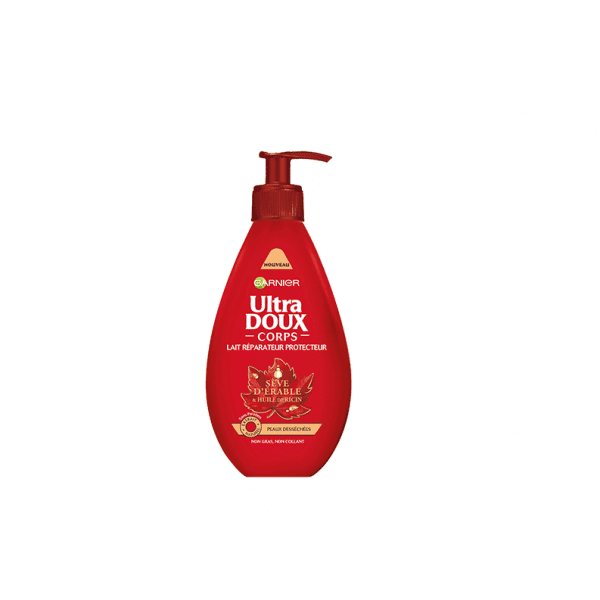 NOUVEAU
GARNIER
Ultra
DOUX
CORPS
LAIT RÉPARATEUR PROTECTEUR
SÈVE
D'ÉRABLE
& HUILE DE RICIN
PEAUX DESSÉCHÉES
NON GRAS, NON COLLANT